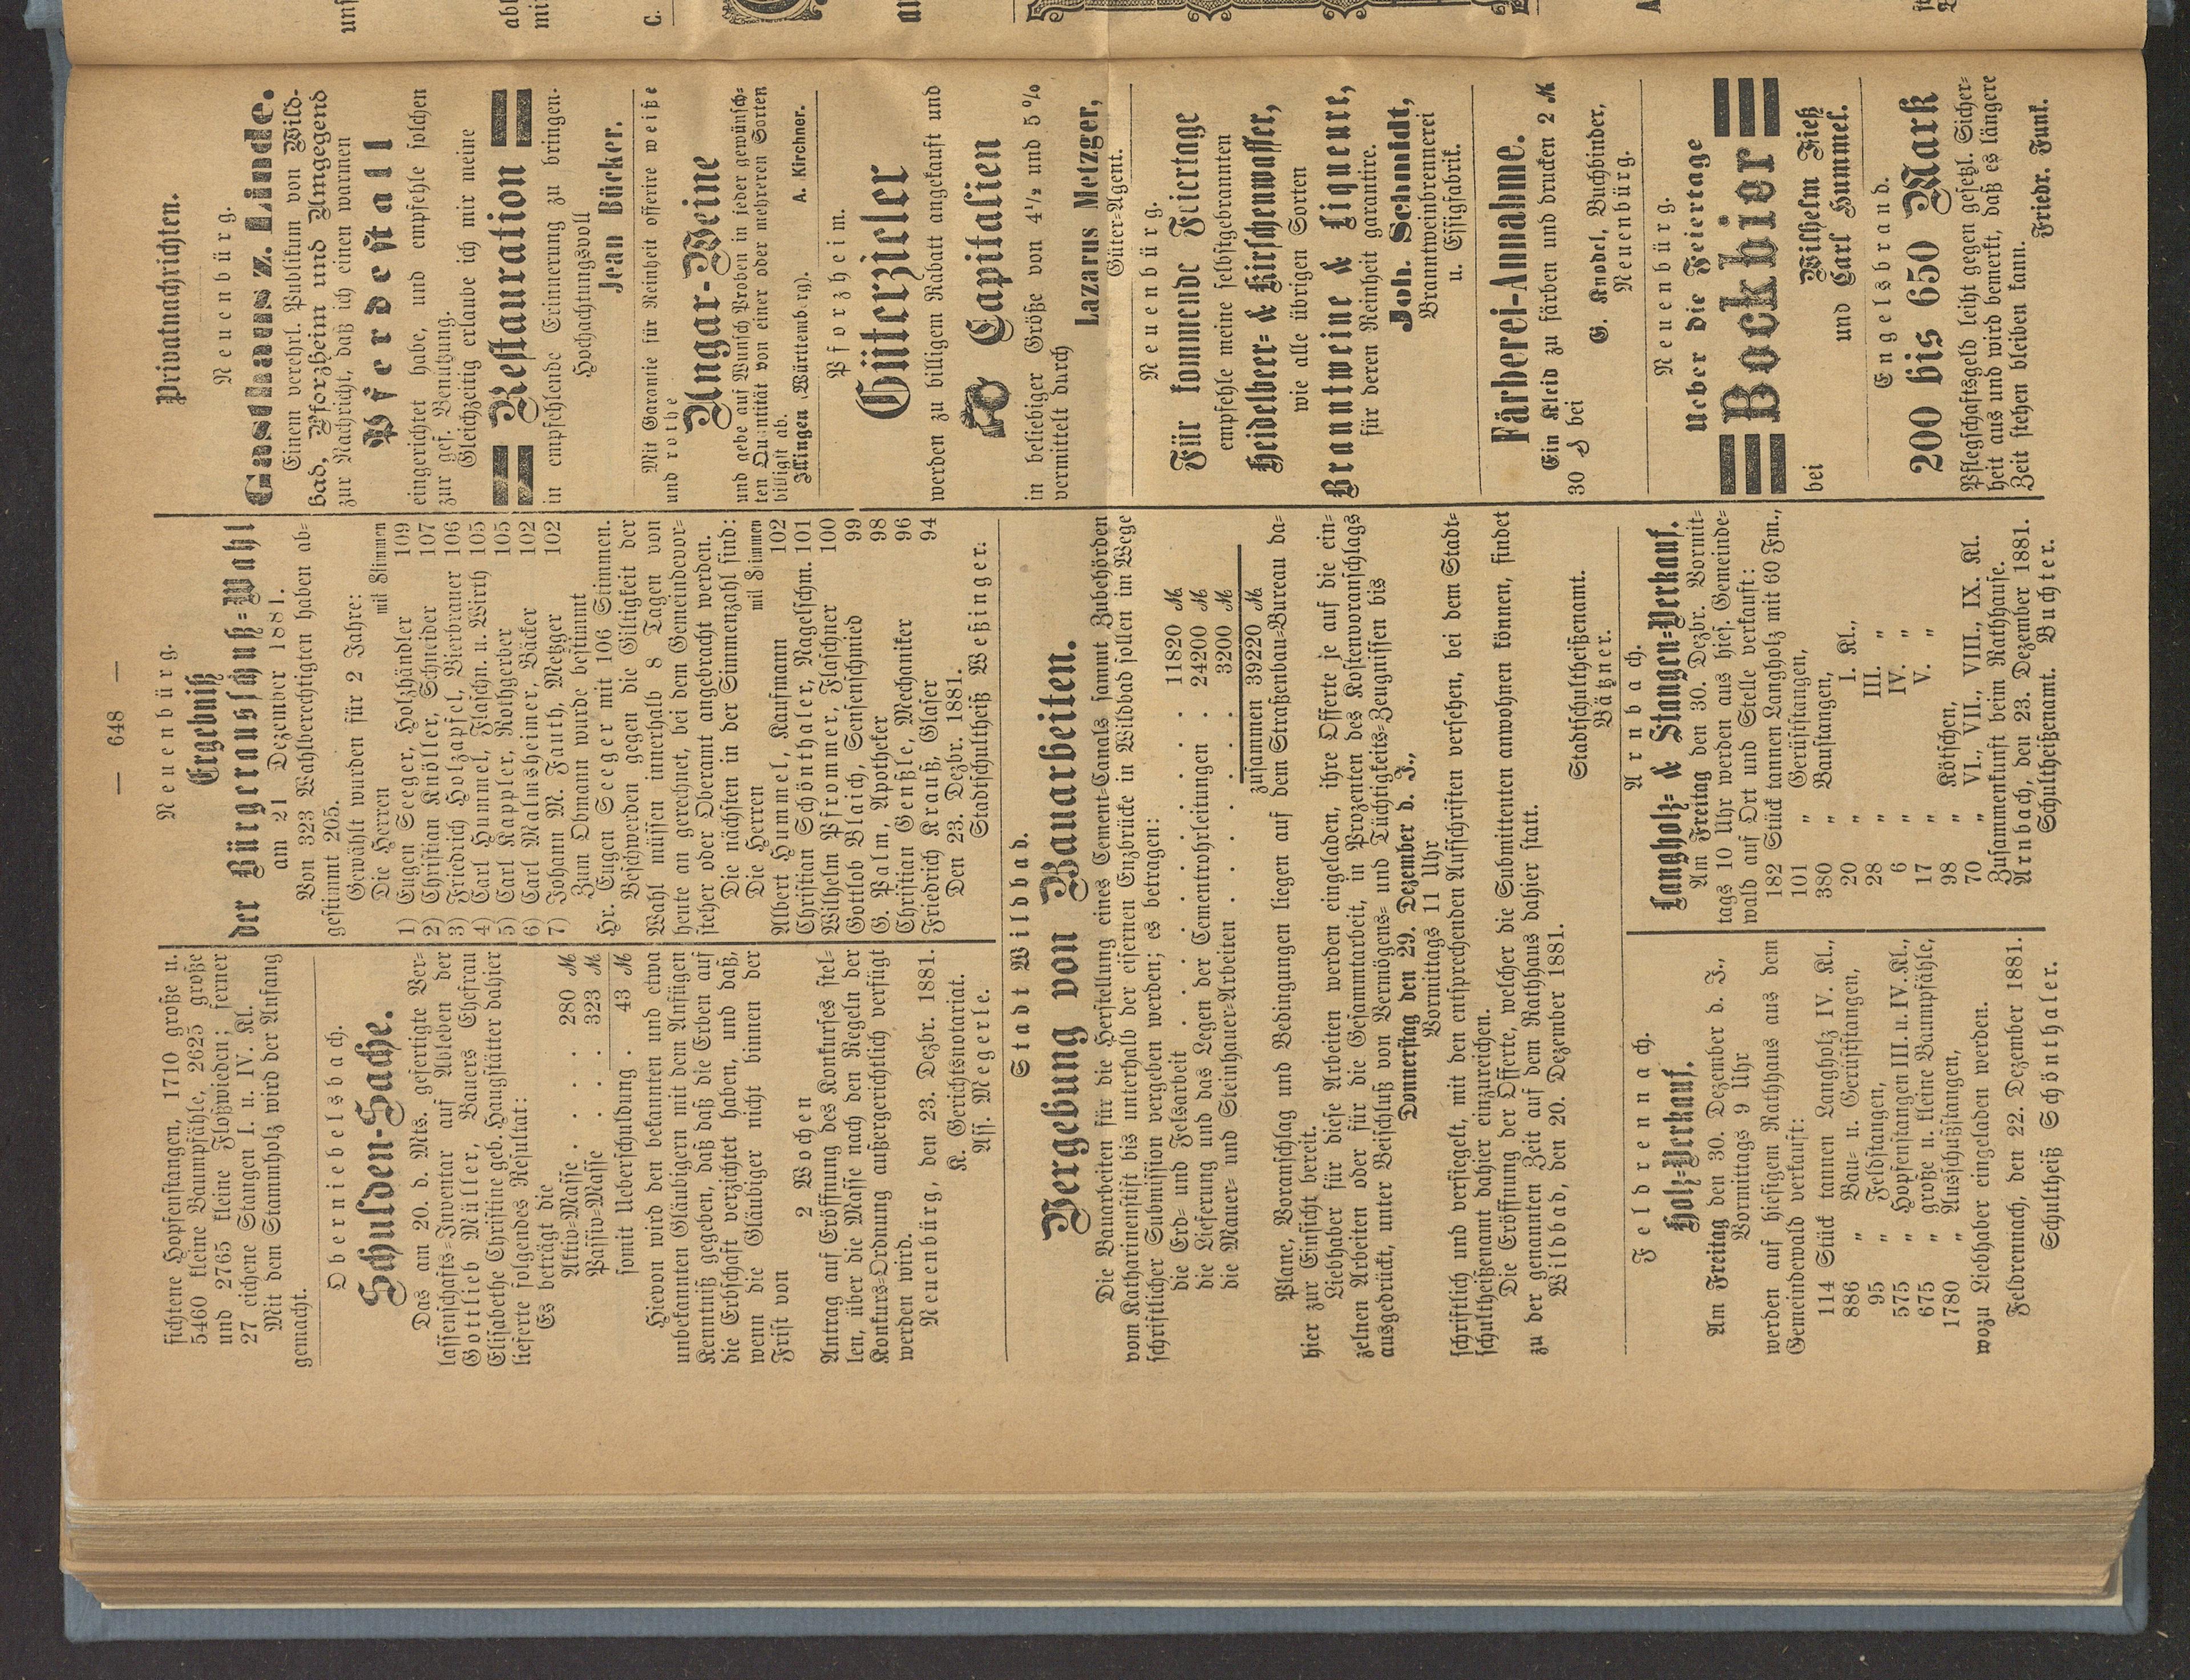 — 648 —
fichtene Hopfenstangen, 1710 große u.
5460 kleine Baumpfähle, 2625 große
und 2765 kleine Floßwieden; ferner
27 eichene Stangen I. u. IV. Kl.
Mit dem Stammholz wird der Anfang
gemacht.
Oberniebelsbach.
Schulden-Sache.
Das am 20. d. Mts. gefertigte Ver-
lassenschafts-Inventar auf Ableben der
Gottlieb Müller, Bauers Ehefrau
Elisabethe Christine geb. Haugstätter dahier
lieferte folgendes Resultat:
Es beträgt die
Aktiv-Masse . . . . 280 M
Passiv-Masse . . . . 323 M
somit Ueberschuldung . 43 M
Hievon wird den bekannten und etwa
unbekannten Gläubigern mit dem Anfügen
Kenntniß gegeben, daß daß die Erben auf
die Erbschaft verzichtet haben, und daß,
wenn die Gläubiger nicht binnen der
Frist von
2 Wochen
Antrag auf Eröffnung des Konkurses stel-
len, über die Masse nach den Regeln der
Konkurs-Ordnung außergerichtlich verfügt
werden wird.
Neuenbürg, den 23. Dezbr. 1881.
K. Gerichtsnotariat.
Ass. Megerle.
Neuenbürg.
Ergebniß
der Bürgerausschuß-Wahl
am 21 Dezember 1881.
Von 323 Wahlberechtigten haben ab-
gestimmt 205.
Gewählt wurden für 2 Jahre:
Die Herren mit Stimmen
1) Eugen Seeger, Holzhändler 109
2) Christian Knöller, Schneider 107
3) Friedrich Holzapfel, Bierbrauer 106
4) Carl Hummel, Flaschn. u. Wirth 105
5) Carl Kappler, Rothgerber 105
6) Carl Malmsheimer, Bäcker 102
7) Johann M. Fauth, Metzger 102
Zum Obmann wurde bestimmt
Hr. Eugen Seeger mit 106 Stimmen.
Beschwerden gegen die Giltigkeit der
Wahl müssen innerhalb 8 Tagen von
heute an gerechnet, bei dem Gemeindevor-
steher oder Oberamt angebracht werden.
Die nächsten in der Stimmenzahl sind:
Die Herren mit Stimmen
Albert Hummel, Kaufmann 102
Christian Schönthaler, Nagelschm. 101
Wilhelm Pfrommer, Flaschner 100
Gottlob Blaich, Sensenschmied 99
G. Palm, Apotheker 98
Christian Genßle, Mechaniker 96
Friedrich Krauß, Glaser 94
Den 23. Dezbr. 1881.
Stadtschultheiß Weßinger.
Stadt Wildbad.
Vergebung von Bauarbeiten.
Die Bauarbeiten für die Herstellung eines Cement-Canals sammt Zubehörden
vom Katharinenstift bis unterhalb der eisernen Enzbrücke in Wildbad sollen im Wege
schriftlicher Submission vergeben werden; es betragen:
die Erd- und Felsarbeit . . . . . . . . . 11820 M
die Lieferung und das Legen der Cementrohrleitungen . . 24200 M
die Mauer- und Steinhauer-Arbeiten . . . . . . 3200 M
zusammen 39220 M
Plane, Voranschlag und Bedingungen liegen auf dem Straßenbau-Bureau da-
hier zur Einsicht bereit.
Liebhaber für diese Arbeiten werden eingeladen, ihre Offerte je auf die ein-
zelnen Arbeiten oder für die Gesammtarbeit, in Prozenten des Kostenvoranschlags
ausgedrückt, unter Beischluß von Vermögens- und Tüchtigkeits-Zeugnissen bis
Donnerstag den 29. Dezember d. J.,
Vormittags 11 Uhr
schriftlich und versiegelt, mit den entsprechenden Aufschriften versehen, bei dem Stadt-
schultheißenamt dahier einzureichen.
Die Eröffnung der Offerte, welcher die Submittenten anwohnen können, findet
zu der genannten Zeit auf dem Rathhaus dahier statt.
Wildbad, den 20. Dezember 1881.
Stadtschultheißenamt.
Bätzner.
Feldrennach.
Holz-Verkauf.
Am Freitag den 30. Dezember d. J.,
Vormittags 9 Uhr
werden auf hiesigem Rathhaus aus dem
Gemeindewald verkauft:
114 Stück tannen Langholz IV. Kl.,
886 „ Bau- u. Gerüststangen,
95 „ Feldstangen,
575 „ Hopfenstangen III. u. IV. Kl.,
675 „ große u. kleine Baumpfähle,
1780 „ Ausschußstangen,
wozu Liebhaber eingeladen werden.
Feldrennach, den 22. Dezember 1881.
Schultheiß Schönthaler.
Arnbach.
Langholz- & Stangen-Verkauf.
Am Freitag den 30. Dezbr. Vormit-
tags 10 Uhr werden aus hies. Gemeinde-
wald auf Ort und Stelle verkauft:
182 Stück tannen Langholz mit 60 Fm.,
101 „ Gerüststangen,
380 „ Baustangen,
20 „ I. Kl.,
28 „ III. „
6 „ IV. „
17 „ V. „
98 „ Kötschen,
70 „ VI., VII., VIII., IX. Kl.
Zusammenkunft beim Rathhause.
Arnbach, den 23. Dezember 1881.
Schultheißenamt. Buchter.
Privatnachrichten.
Neuenbürg.
Gasthaus z. Linde.
Einem verehrl. Publikum von Wild-
bad, Pforzheim und Umgegend
zur Nachricht, daß ich einen warmen
Pferdestall
eingerichtet habe, und empfehle solchen
zur gef. Benützung.
Gleichzeitig erlaube ich mir meine
Restauration
in empfehlende Erinnerung zu bringen.
Hochachtungsvoll
Jean Bücker.
Mit Garantie für Reinheit offerire weiße
und rothe
Ungar-Weine
und gebe auf Wunsch Proben in jeder gewünsch-
ten Quantität von einer oder mehreren Sorten
billigst ab.
Illingen (Württemberg). A. Kirchner.
Pforzheim.
Güterzieler
werden zu billigem Rabatt angekauft und
Capitalien
in beliebiger Größe von 4½ und 5 %
vermittelt durch
Lazarus Metzger,
Güter-Agent.
Neuenbürg.
Für kommende Feiertage
empfehle meine selbstgebrannten
Heidelber- & Kirschenwasser,
wie alle übrigen Sorten
Branntweine & Liqueure,
für deren Reinheit garantire.
Joh. Schmidt,
Branntweinbrennerei
u. Essigfabrik.
Färberei-Annahme.
Ein Kleid zu färben und drucken 2 M
30 ₰ bei
G. Knodel, Buchbinder,
Neuenbürg.
Neuenbürg.
Ueber die Feiertage
Bockbier
bei
Wilhelm Fieß
und Carl Hummel.
Engelsbrand.
200 bis 650 Mark
Pflegschaftsgeld leiht gegen gesetzl. Sicher-
heit aus und wird bemerkt, daß es längere
Zeit stehen bleiben kann.
Friedr. Funk.